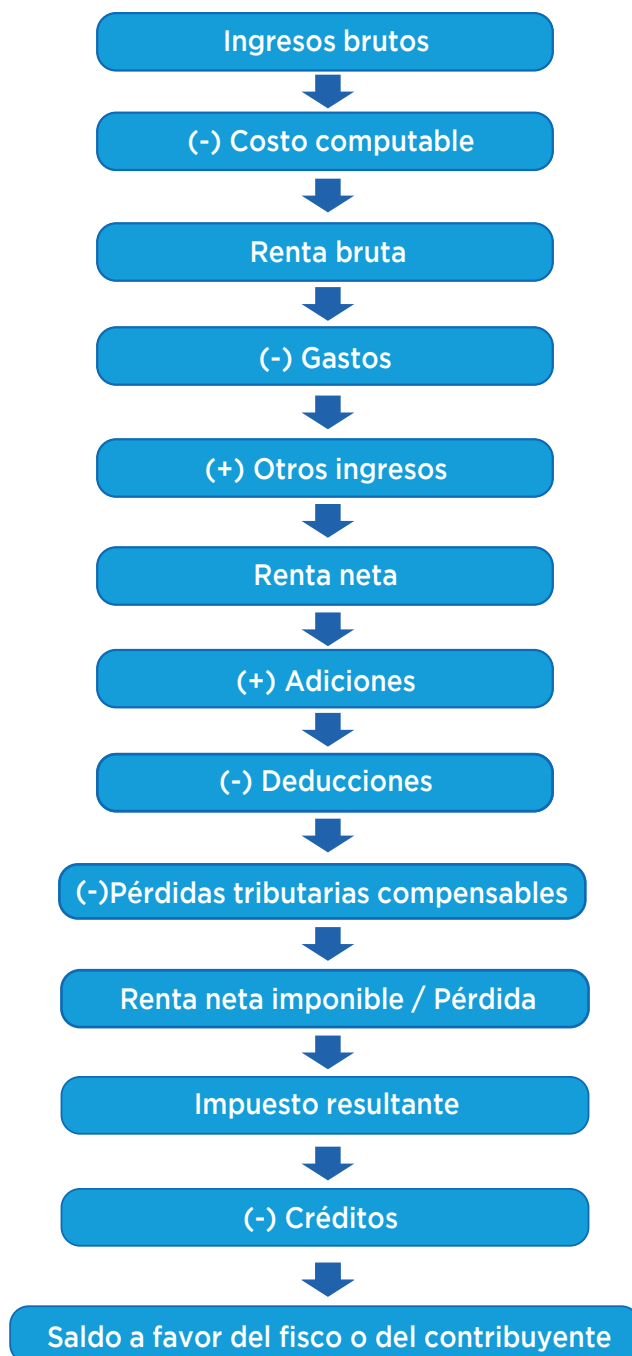 Ingresos brutos
(-) Costo computable
Renta bruta
(-) Gastos
(+) Otros ingresos
Renta neta
(+) Adiciones
(-) Deducciones
(-)Pérdidas tributarias compensables
Renta neta imponible / Pérdida
Impuesto resultante
(-) Créditos
Saldo a favor del fisco o del contribuyente